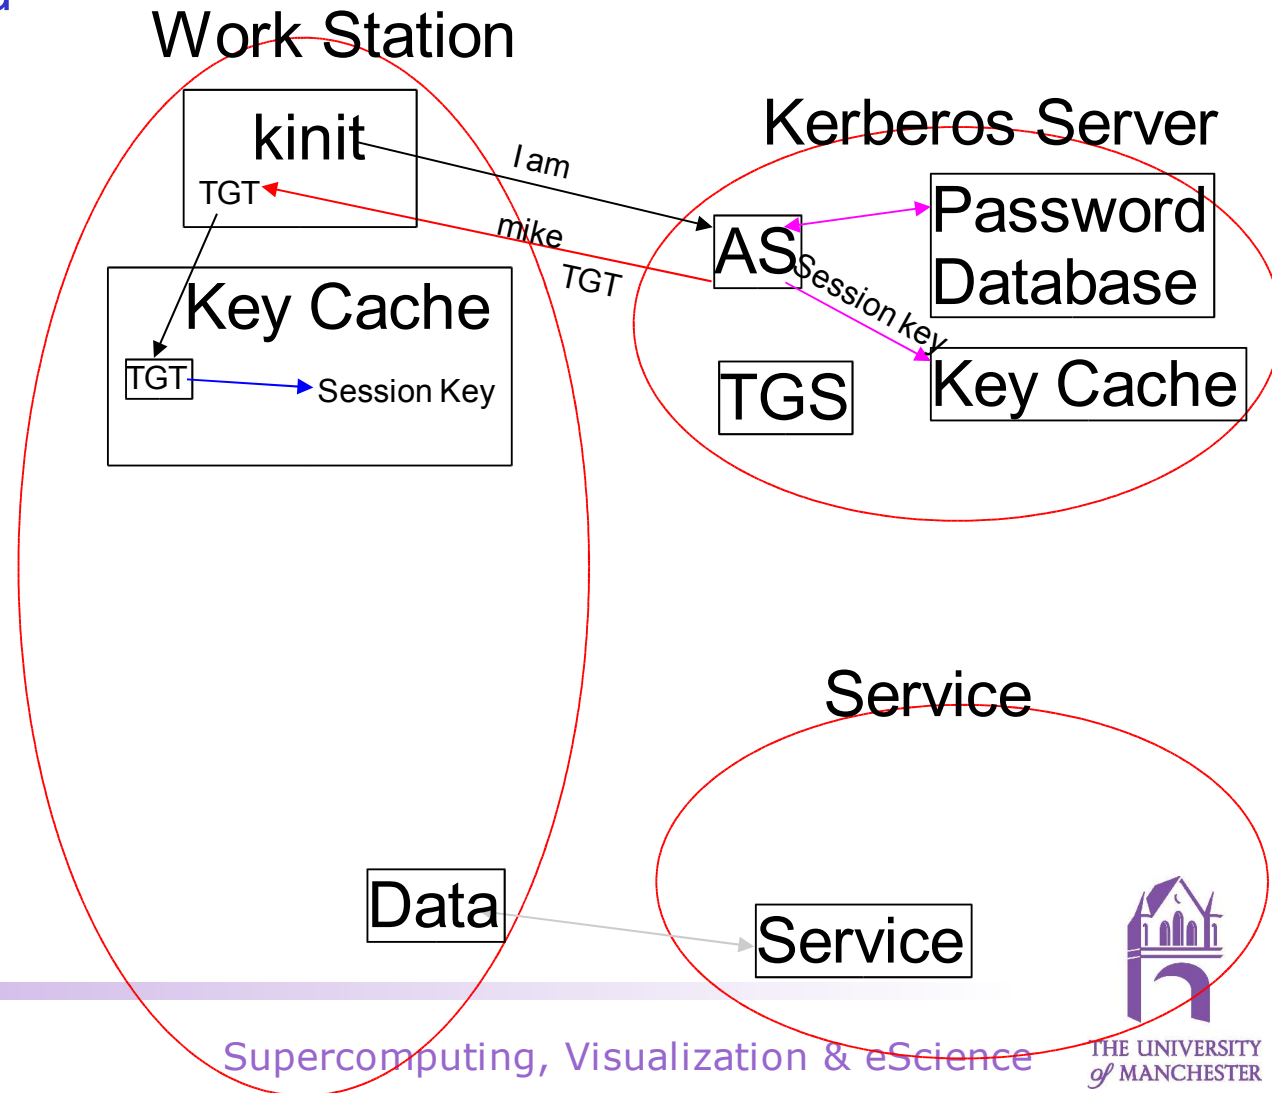 Work Station
kinit
TGT
I am
mike
TGT
Key Cache
TGT
Session Key
Kerberos Server
AS
Password
Database
Session key
TGS
Key Cache
Service
Data
Service
Supercomputing, Visualization & eScience
THE UNIVERSITY
of MANCHESTER